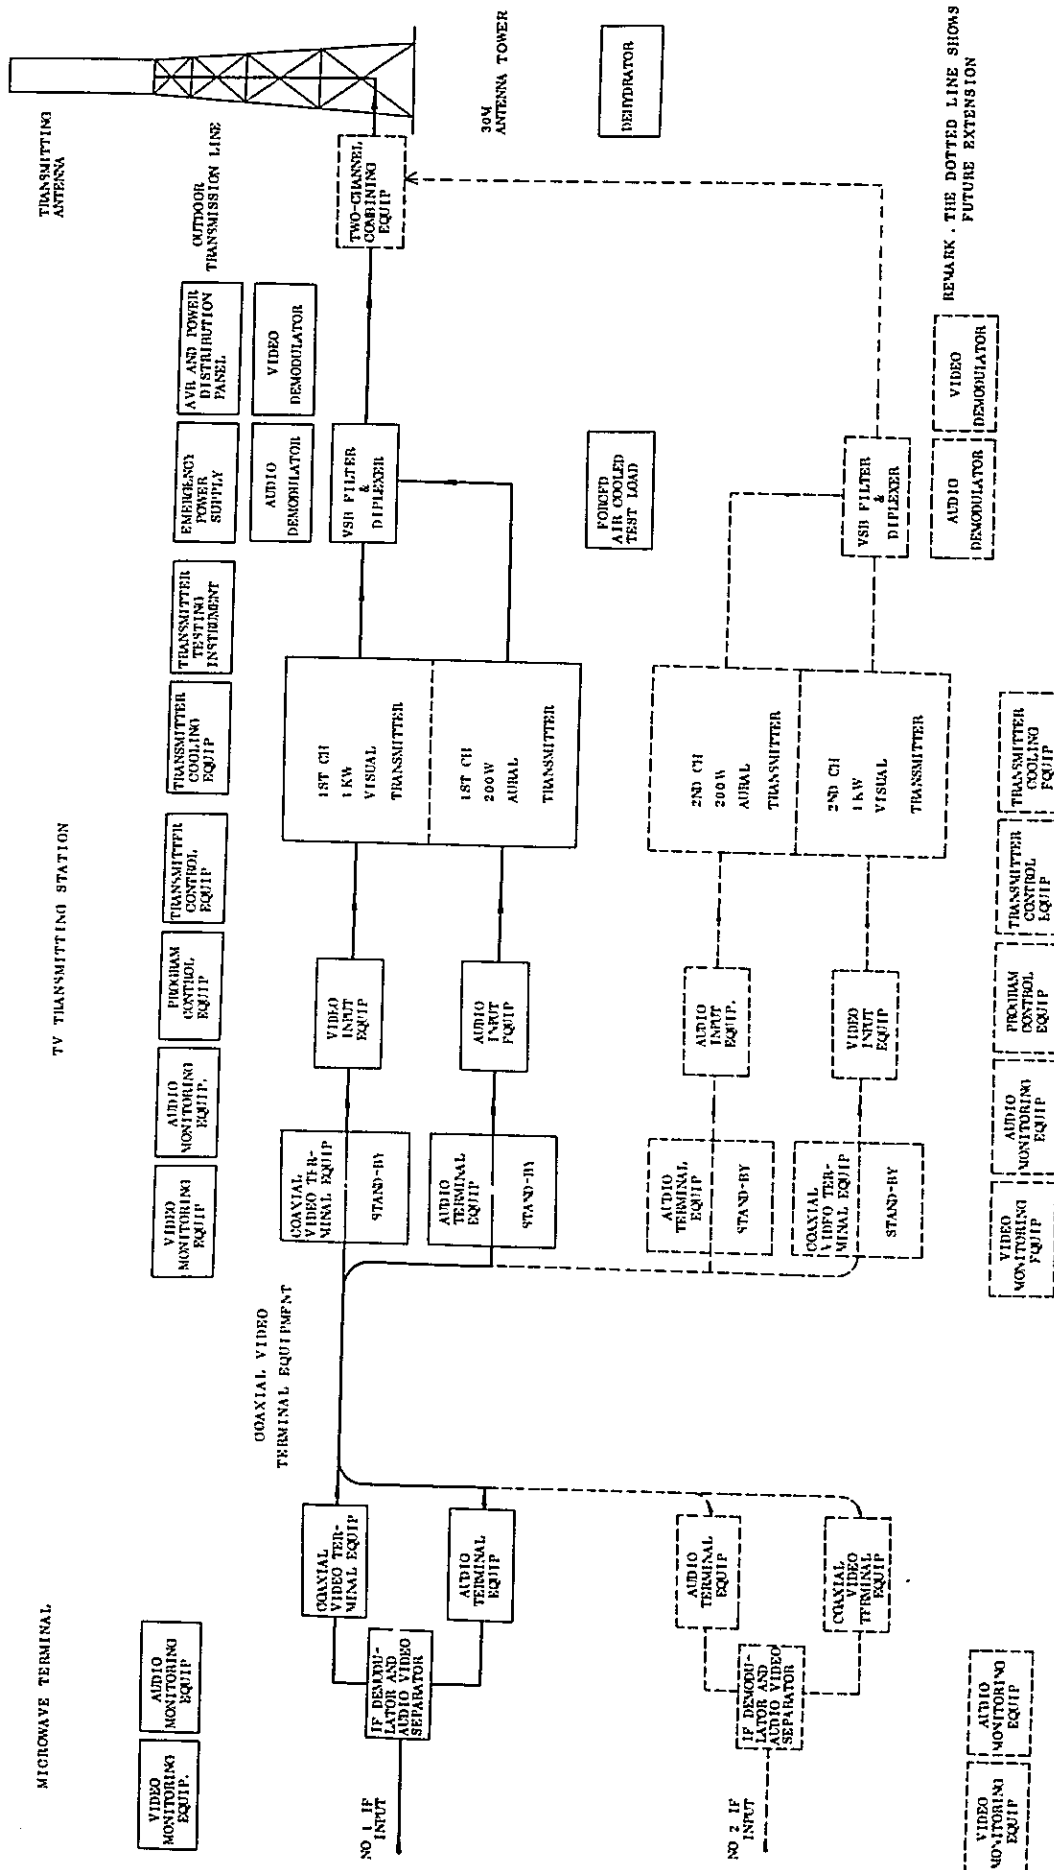 MICROWAVE TERMINAL
TV TRANSMITTING STATION
TRANSMITTING
ANTENNA
VIDEO
MONITORING
EQUIP.
AUDIO
MONITORING
EQUIP
VIDEO
MONITORING
EQUIP
AUDIO
MONITORING
EQUIP.
PROGRAM
CONTROL
EQUIP
TRANSMITTER
CONTROL
EQUIP
TRANSMITTER
COOLING
EQUIP
TRANSMITTER
TESTING
INSTRUMENT
EMERGENCY
POWER
SUPPLY
AVR AND POWER
DISTRIBUTION
PANEL
OUTDOOR
TRANSMISSION LINE
AUDIO
DEMODULATOR
VIDEO
DEMODULATOR
COAXIAL VIDEO
TERMINAL EQUIPMENT
NO 1 IF
INPUT
IF DEMODU-
LATOR AND
AUDIO VIDEO
SEPARATOR
COAXIAL
VIDEO TER-
MINAL EQUIP
AUDIO
TERMINAL
EQUIP
COAXIAL
VIDEO TER-
MINAL EQUIP
STAND-BY
AUDIO
TERMINAL
EQUIP
STAND-BY
VIDEO
INPUT
EQUIP
AUDIO
INPUT
EQUIP
1ST CH
1 KW
VISUAL
TRANSMITTER
1ST CH
200W
AURAL
TRANSMITTER
VSB FILTER
&
DIPLEXER
TWO-CHANNEL
COMBINING
EQUIP
30M
ANTENNA TOWER
FORCED
AIR COOLED
TEST LOAD
DEHYDRATOR
NO 2 IF
INPUT
IF DEMODU-
LATOR AND
AUDIO VIDEO
SEPARATOR
AUDIO
TERMINAL
EQUIP
COAXIAL
VIDEO
TERMINAL
EQUIP
AUDIO
TERMINAL
EQUIP
STAND-BY
COAXIAL
VIDEO TER-
MINAL EQUIP
STAND-BY
AUDIO
INPUT
EQUIP.
VIDEO
INPUT
EQUIP
2ND CH
200W
AURAL
TRANSMITTER
2ND CH
1 KW
VISUAL
TRANSMITTER
VSB FILTER
&
DIPLEXER
AUDIO
DEMODULATOR
VIDEO
DEMODULATOR
REMARK . THE DOTTED LINE SHOWS
FUTURE EXTENSION
VIDEO
MONITORING
EQUIP
AUDIO
MONITORING
EQUIP
VIDEO
MONITORING
EQUIP
AUDIO
MONITORING
EQUIP
PROGRAM
CONTROL
EQUIP
TRANSMITTER
CONTROL
EQUIP
TRANSMITTER
COOLING
EQUIP